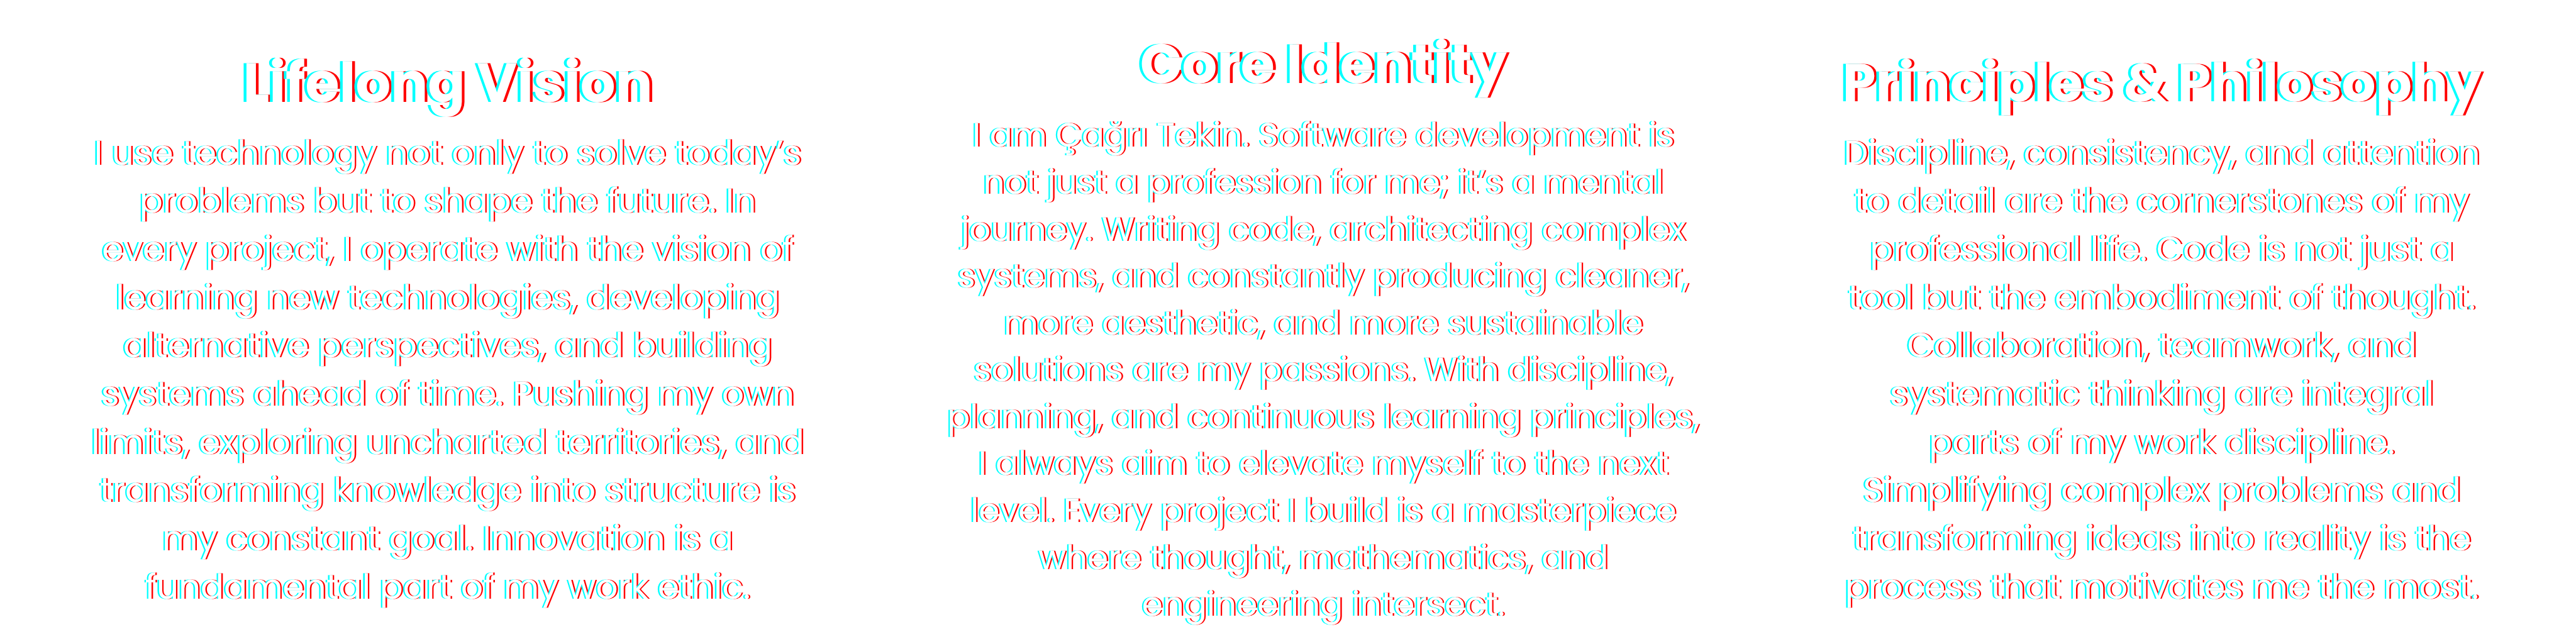 Lifelong Vision
I use technology not only to solve today’s
problems but to shape the future. In
every project, I operate with the vision of
learning new technologies, developing
alternative perspectives, and building
systems ahead of time. Pushing my own
limits, exploring uncharted territories, and
transforming knowledge into structure is
my constant goal. Innovation is a
fundamental part of my work ethic.
Core Identity
I am Çağrı Tekin. Software development is
not just a profession for me; it’s a mental
journey. Writing code, architecting complex
systems, and constantly producing cleaner,
more aesthetic, and more sustainable
solutions are my passions. With discipline,
planning, and continuous learning principles,
I always aim to elevate myself to the next
level. Every project I build is a masterpiece
where thought, mathematics, and
engineering intersect.
Principles & Philosophy
Discipline, consistency, and attention
to detail are the cornerstones of my
professional life. Code is not just a
tool but the embodiment of thought.
Collaboration, teamwork, and
systematic thinking are integral
parts of my work discipline.
Simplifying complex problems and
transforming ideas into reality is the
process that motivates me the most.